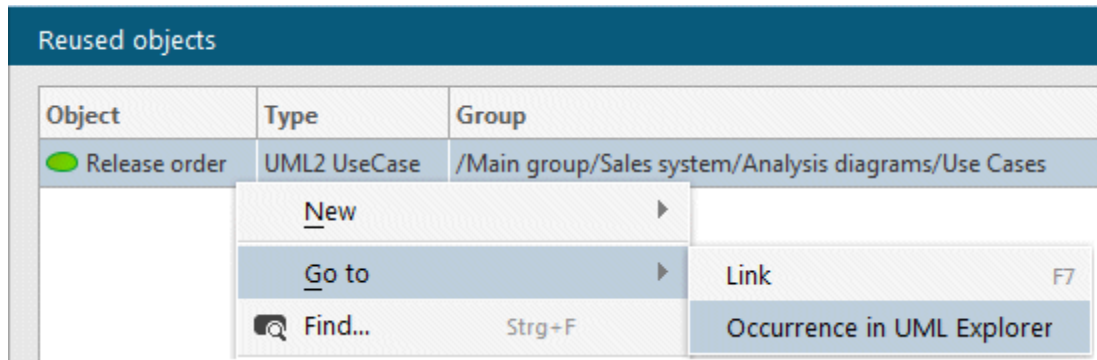 Reused objects
Object Type Group
Release order UML2 UseCase /Main group/Sales system/Analysis diagrams/Use Cases
New
Go to
Link F7
Find... Strg+F
Occurrence in UML Explorer